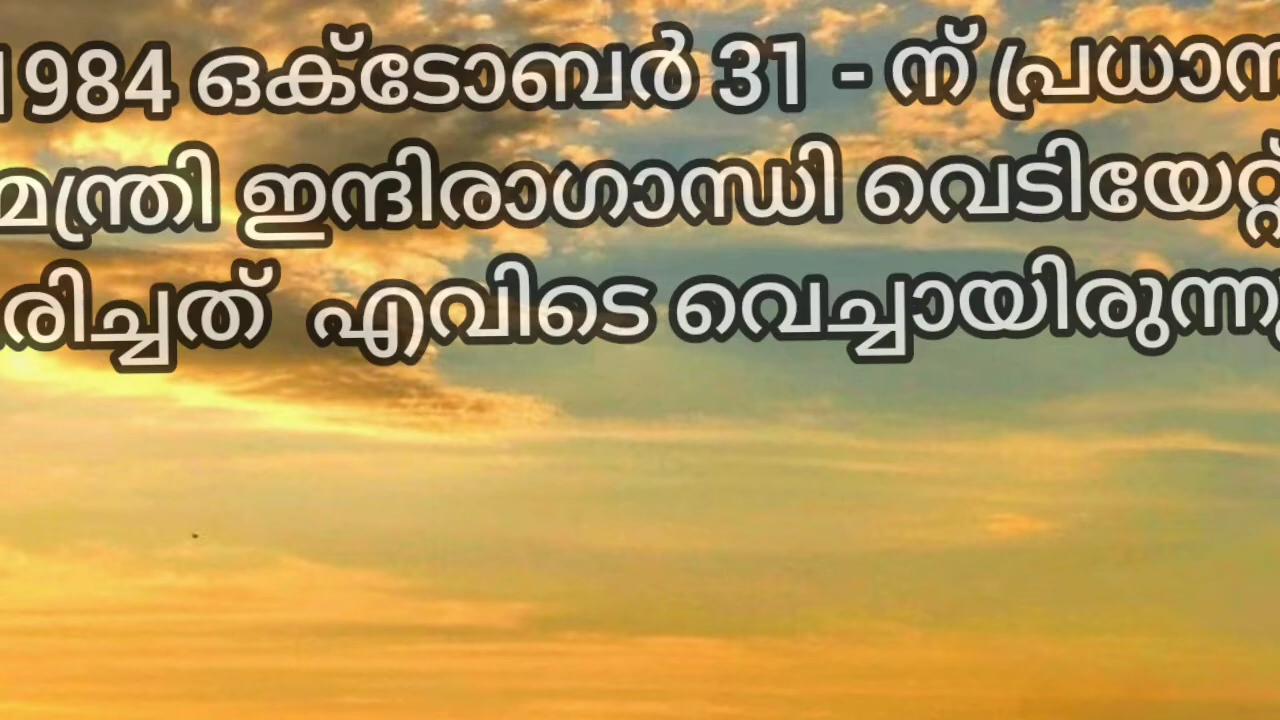 1984 ഒക്ടോബർ 31 - ന് പ്രധാന
മന്ത്രി ഇന്ദിരാഗാന്ധി വെടിയേറ്റ്
രിച്ചത് എവിടെ വെച്ചായിരുന്നു